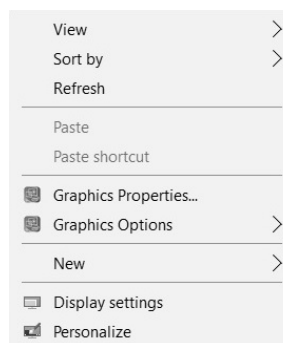 View
Sort by
Refresh
Paste
Paste shortcut
Graphics Properties...
Graphics Options
New
Display settings
Personalize